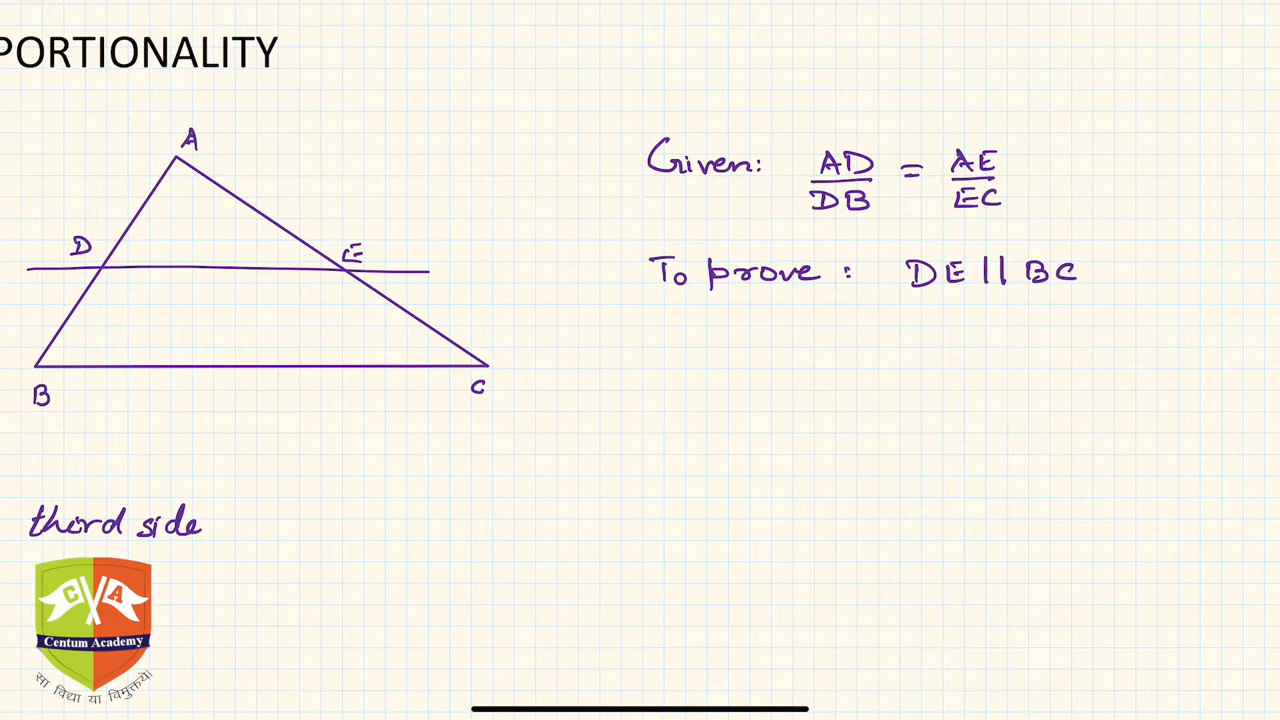 PORTIONALITY
A
D
E
B
C
Given: AD/DB = AE/EC
To prove : DE || BC
third side
C A
Centum Academy
सा विद्या या विमुक्तये।